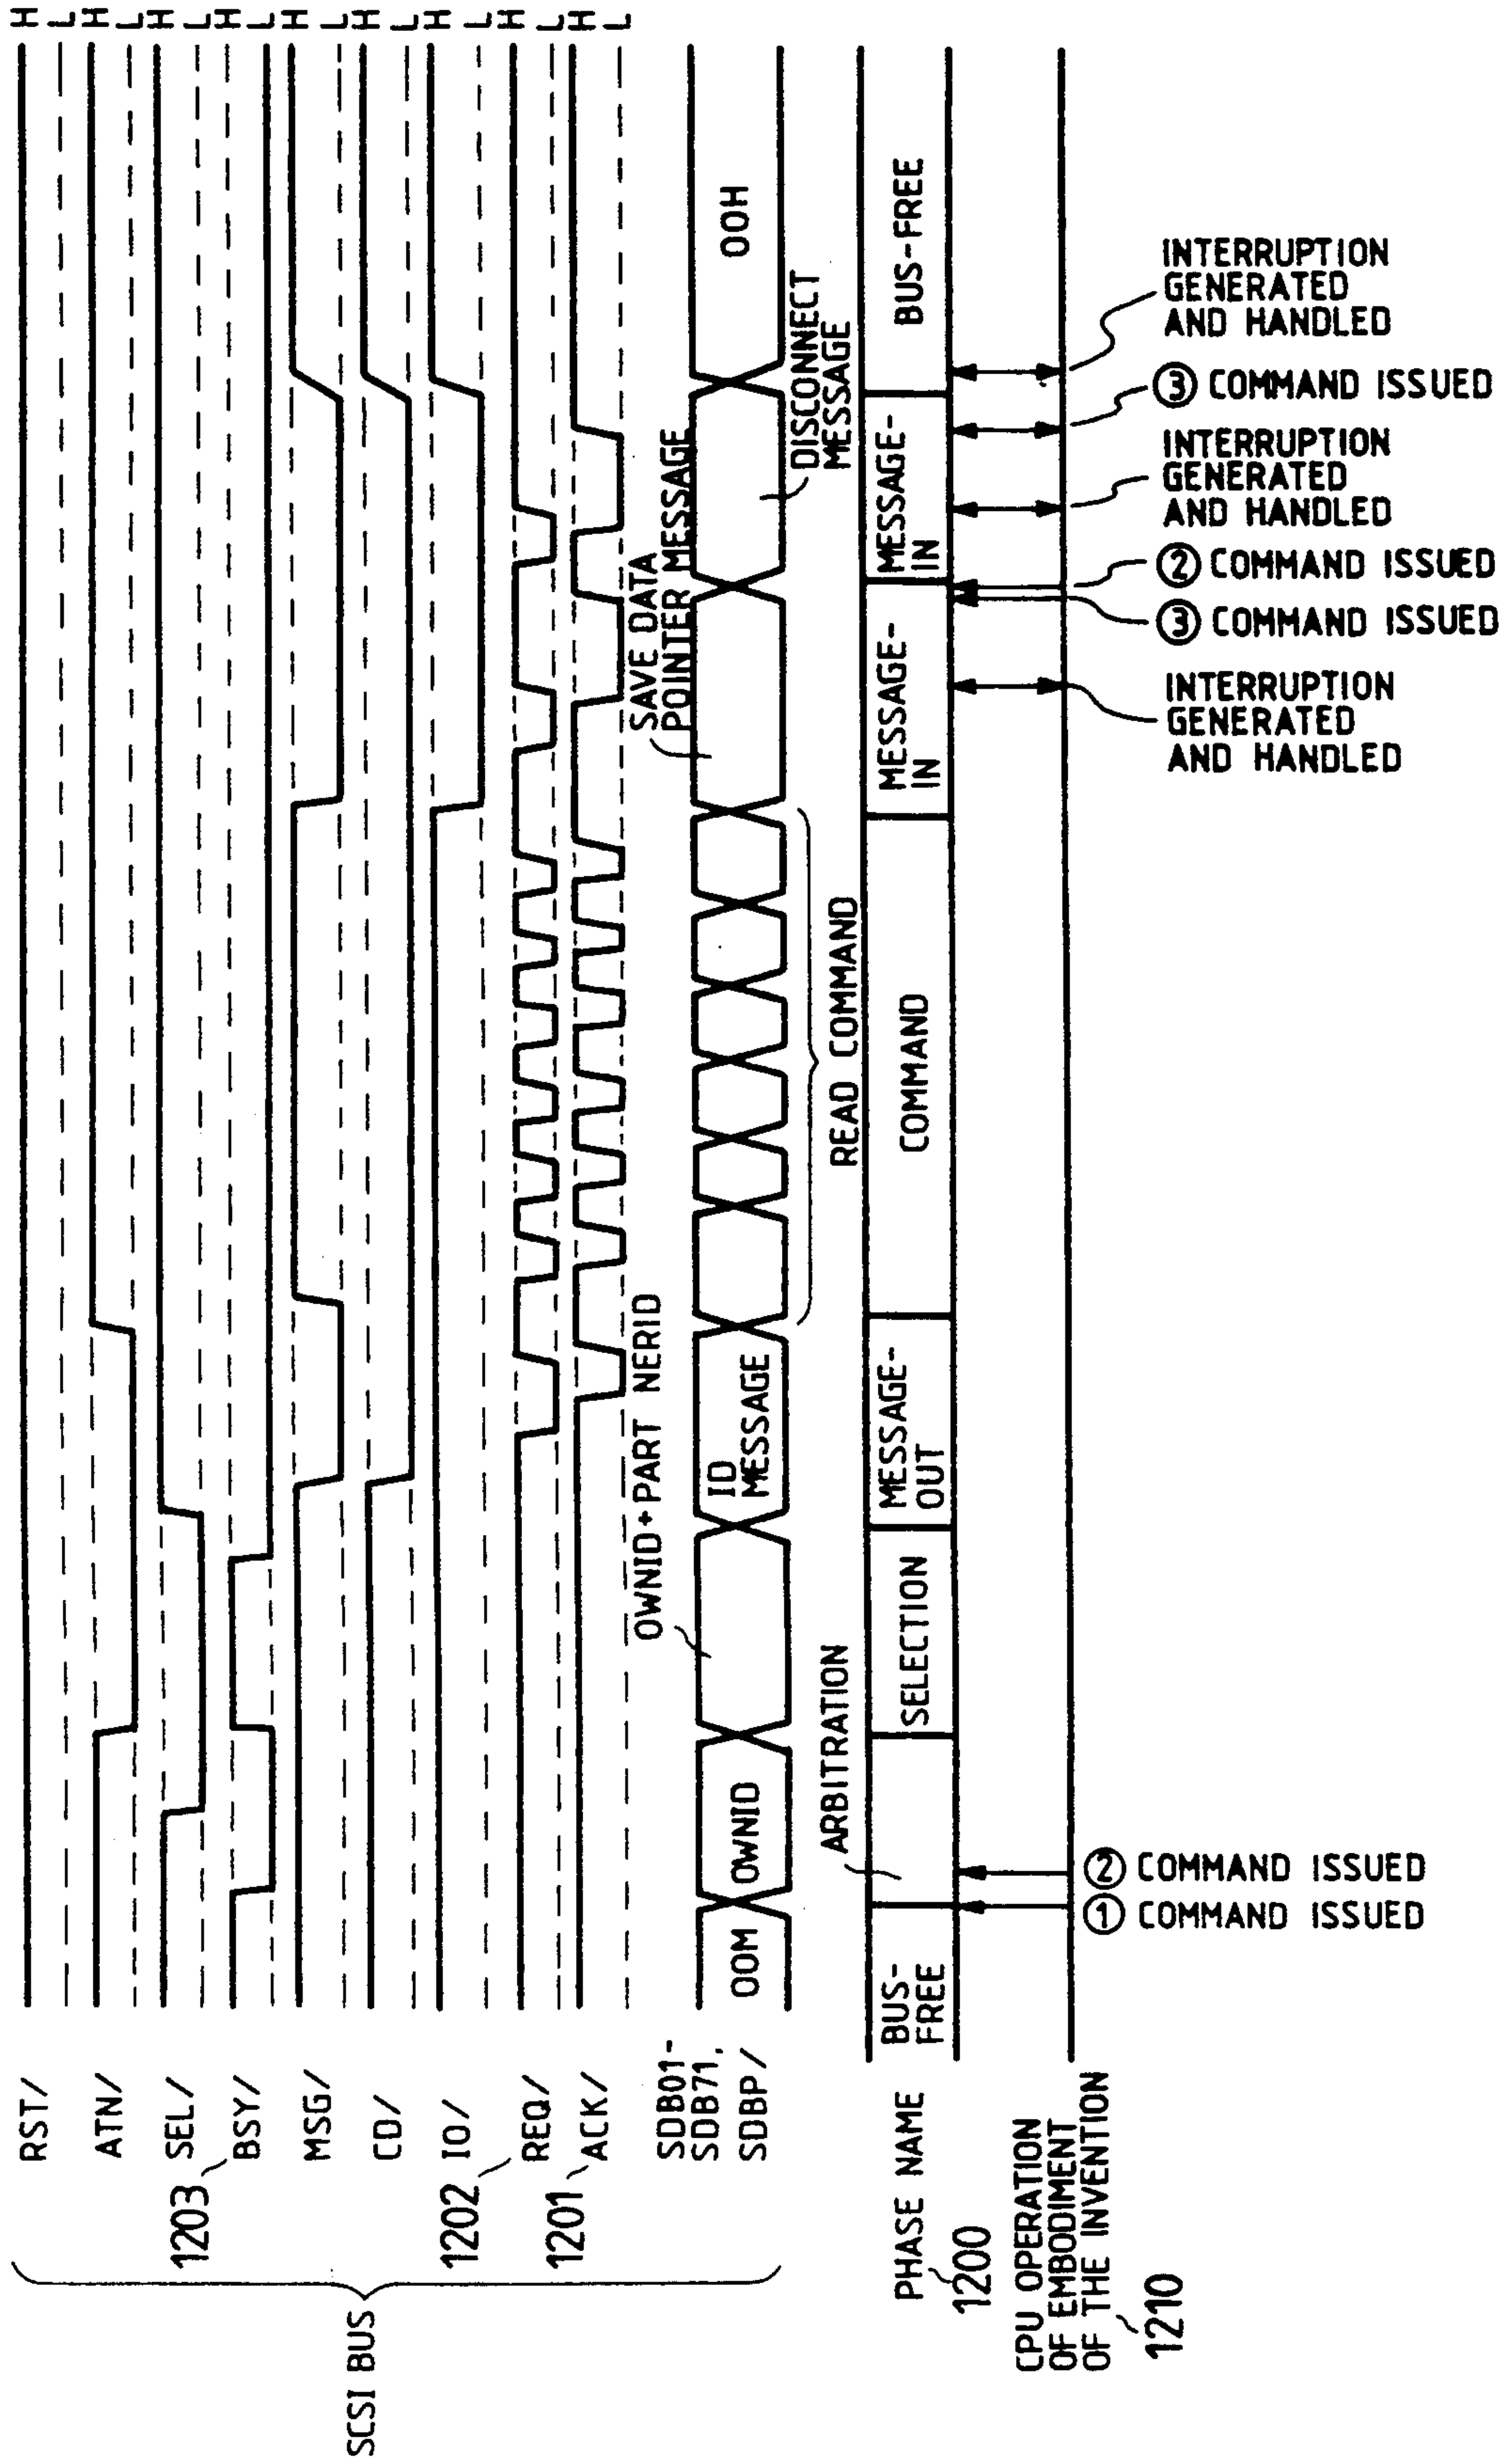 SCSI BUS
RST/
H
L
ATN/
H
L
SEL/
H
L
1203
BSY/
H
L
MSG/
H
L
CD/
H
L
IO/
H
L
1202
REQ/
H
L
1201
ACK/
H
L
SDB01-
SDB71,
SDBP/
OOM
OWNID
OWNID+PART NERID
ID
MESSAGE
READ COMMAND
SAVE DATA
POINTER MESSAGE
DISCONNECT
MESSAGE
OOH
PHASE NAME
1200
BUS-
FREE
ARBITRATION
SELECTION
MESSAGE-
OUT
COMMAND
MESSAGE-
IN
MESSAGE-
IN
BUS-FREE
CPU OPERATION
OF EMBODIMENT
OF THE INVENTION
1210
① COMMAND ISSUED
② COMMAND ISSUED
INTERRUPTION
GENERATED
AND HANDLED
③ COMMAND ISSUED
② COMMAND ISSUED
INTERRUPTION
GENERATED
AND HANDLED
③ COMMAND ISSUED
INTERRUPTION
GENERATED
AND HANDLED